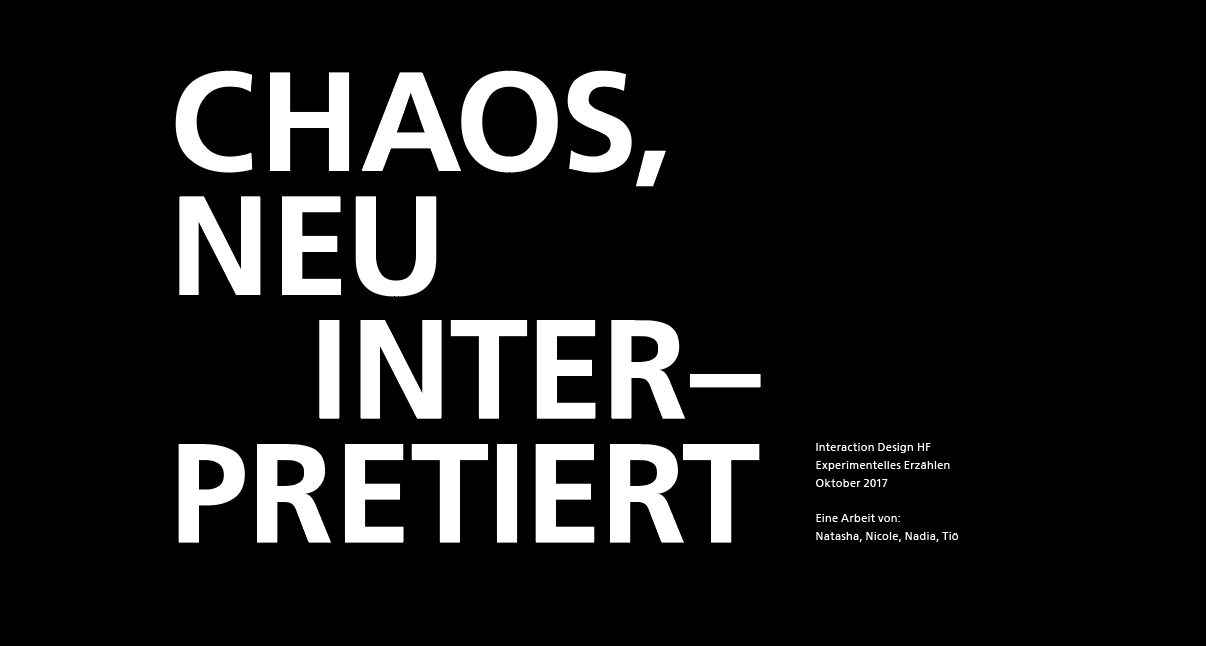 CHAOS,
NEU
INTER–
PRETIERT
Interaction Design HF
Experimentelles Erzählen
Oktober 2017
Eine Arbeit von:
Natasha, Nicole, Nadia, Tiö